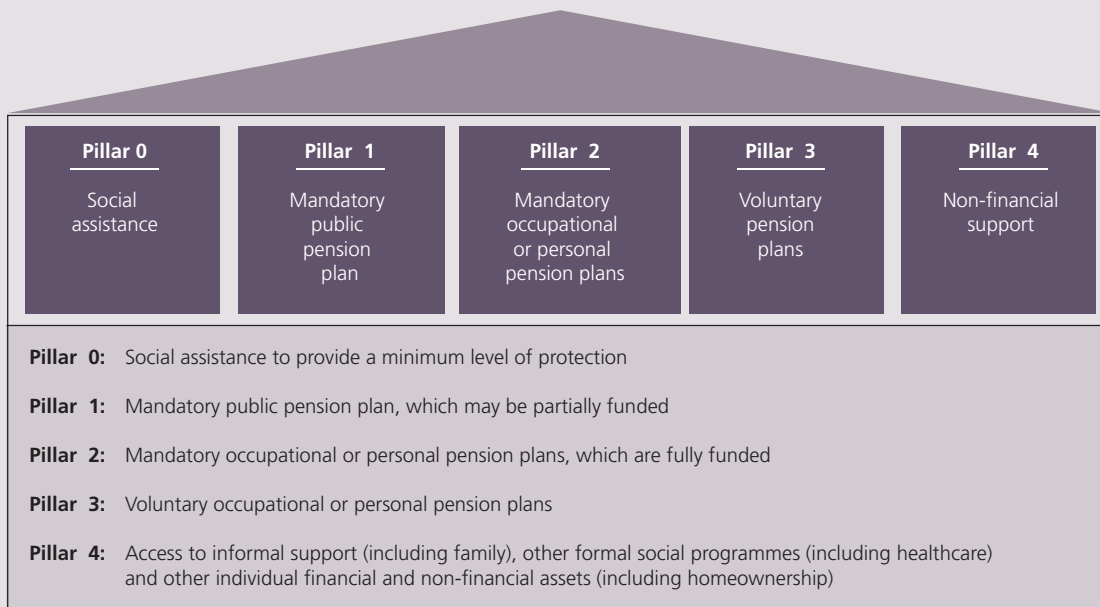 Pillar 0
Social
assistance
Pillar 1
Mandatory
public
pension
plan
Pillar 2
Mandatory
occupational
or personal
pension plans
Pillar 3
Voluntary
pension
plans
Pillar 4
Non-financial
support
Pillar 0: Social assistance to provide a minimum level of protection
Pillar 1: Mandatory public pension plan, which may be partially funded
Pillar 2: Mandatory occupational or personal pension plans, which are fully funded
Pillar 3: Voluntary occupational or personal pension plans
Pillar 4: Access to informal support (including family), other formal social programmes (including healthcare)
and other individual financial and non-financial assets (including homeownership)